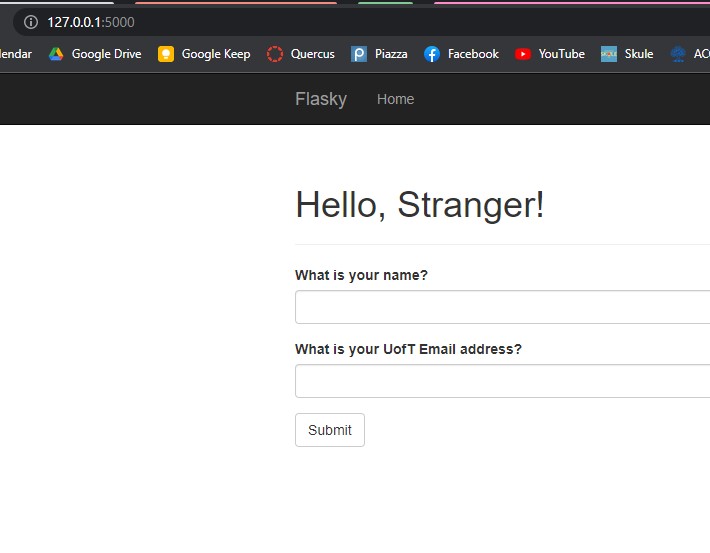 127.0.0.1:5000
lendar Google Drive Google Keep Quercus Piazza Facebook YouTube Skule ACC
Flasky Home
Hello, Stranger!
What is your name?
What is your UofT Email address?
Submit